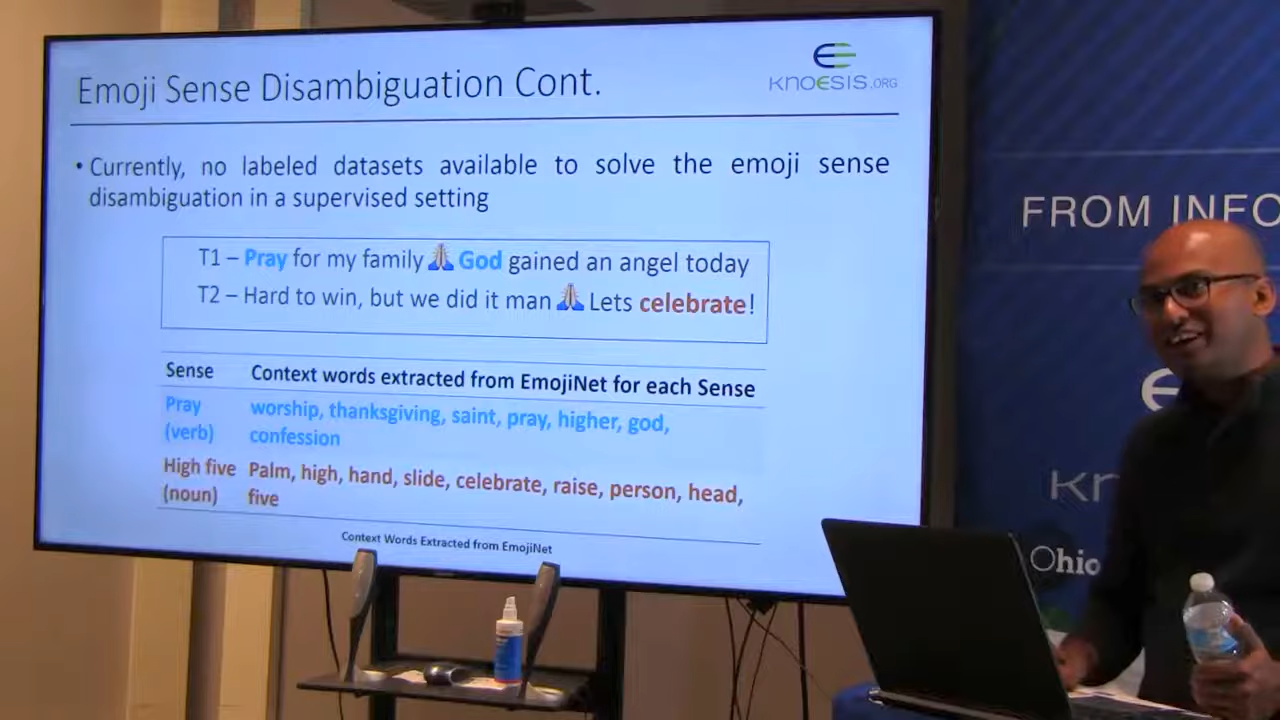 Emoji Sense Disambiguation Cont.
KNOESIS.ORG
• Currently, no labeled datasets available to solve the emoji sense
disambiguation in a supervised setting
T1 – Pray for my family 🙏 God gained an angel today
T2 – Hard to win, but we did it man 🙏 Lets celebrate!
Sense Context words extracted from EmojiNet for each Sense
Pray worship, thanksgiving, saint, pray, higher, god,
(verb) confession
High five Palm, high, hand, slide, celebrate, raise, person, head,
(noun) five
Context Words Extracted from EmojiNet
FROM INFO
Ohio